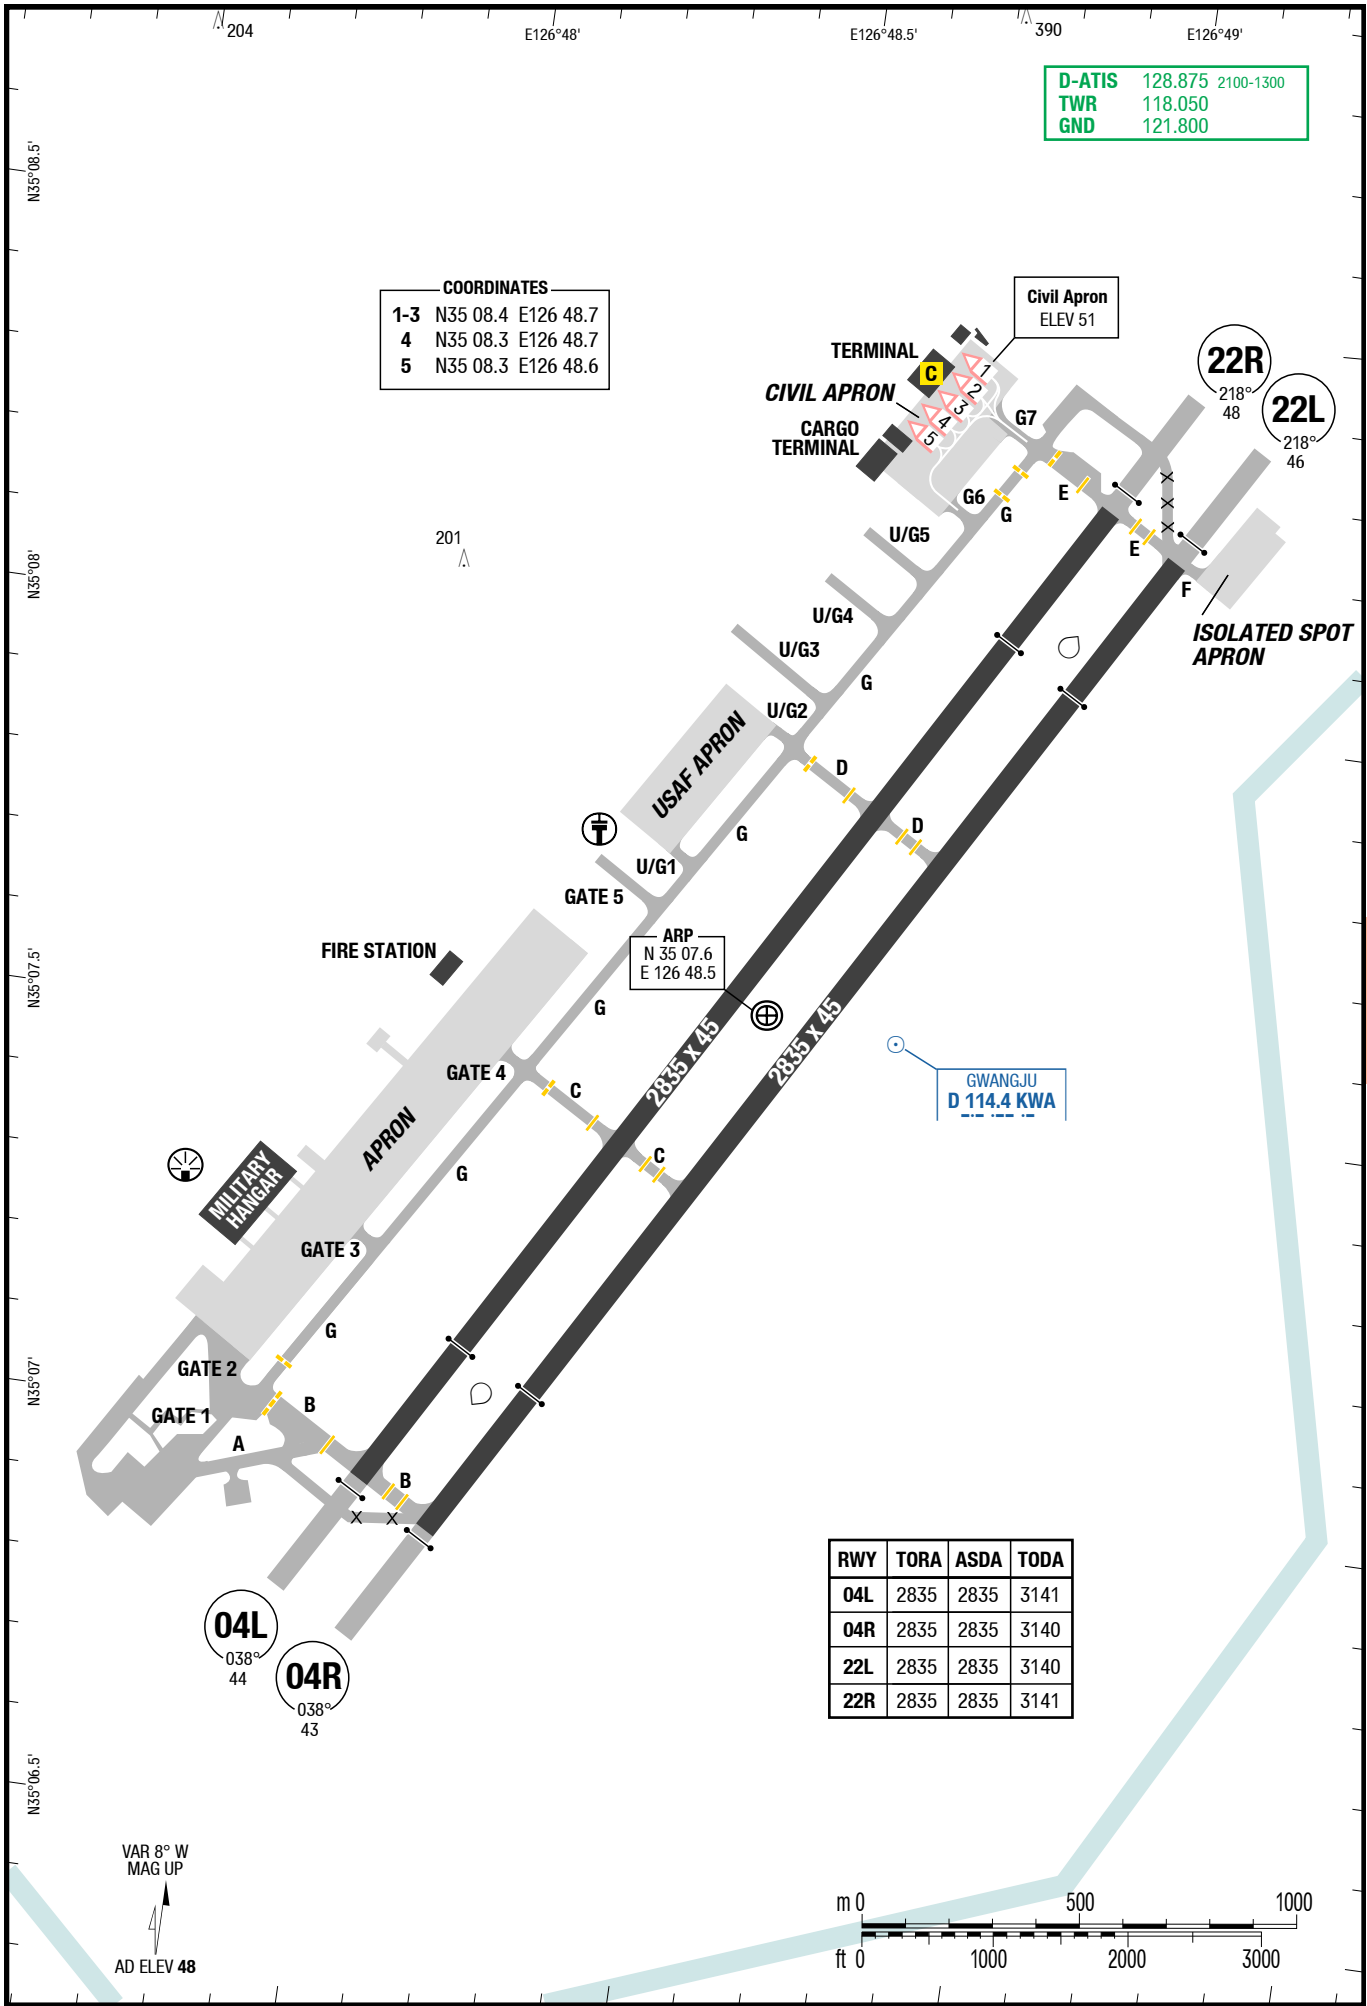 204
E126°48'
E126°48.5'
390
E126°49'
D-ATIS 128.875 2100-1300
TWR 118.050
GND 121.800
N35°08.5'
COORDINATES
1-3 N35 08.4 E126 48.7
4 N35 08.3 E126 48.7
5 N35 08.3 E126 48.6
Civil Apron
ELEV 51
TERMINAL
C
CIVIL APRON
CARGO
TERMINAL
1
2
3
4
5
22R
218°
48
22L
218°
46
G7
G6
G
E
E
F
ISOLATED SPOT
APRON
201
N35°08'
U/G5
U/G4
U/G3
U/G2
G
USAF APRON
D
D
G
U/G1
GATE 5
FIRE STATION
ARP
N 35 07.6
E 126 48.5
N35°07.5'
G
2835 X 45
2835 X 45
GWANGJU
D 114.4 KWA
GATE 4
C
C
APRON
G
MILITARY
HANGAR
GATE 3
G
GATE 2
N35°07'
GATE 1
B
A
B
X X
X
X
X
04L
038°
44
04R
038°
43
RWY TORA ASDA TODA
04L 2835 2835 3141
04R 2835 2835 3140
22L 2835 2835 3140
22R 2835 2835 3141
N35°06.5'
VAR 8° W
MAG UP
AD ELEV 48
m 0 500 1000
ft 0 1000 2000 3000